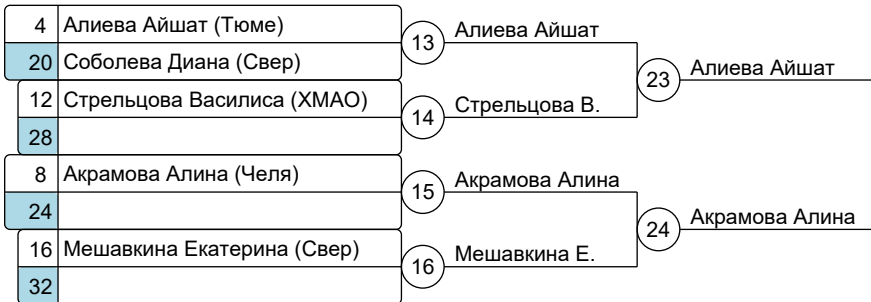 4 Алиева Айшат (Тюме)
13 Алиева Айшат
20 Соболева Диана (Свер)
23 Алиева Айшат
12 Стрельцова Василиса (ХМАО)
14 Стрельцова В.
28
8 Акрамова Алина (Челя)
15 Акрамова Алина
24
24 Акрамова Алина
16 Мешавкина Екатерина (Свер)
16 Мешавкина Е.
32